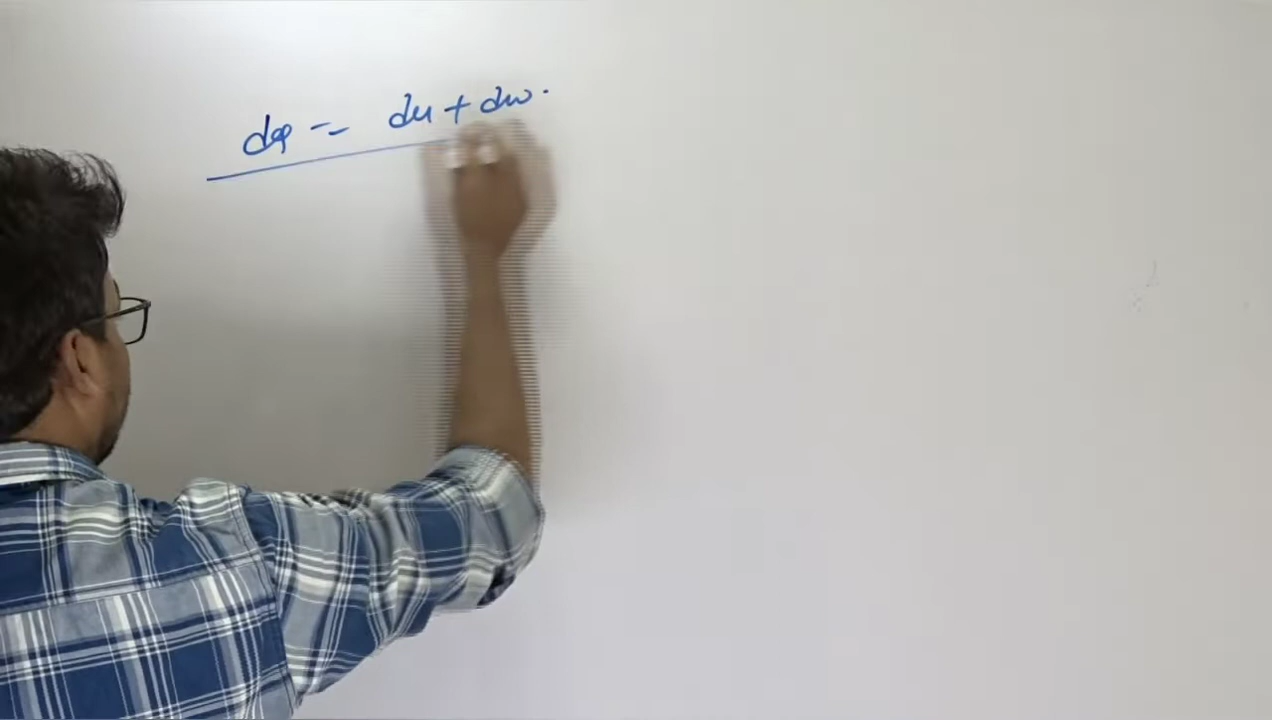 dq = du + dw.